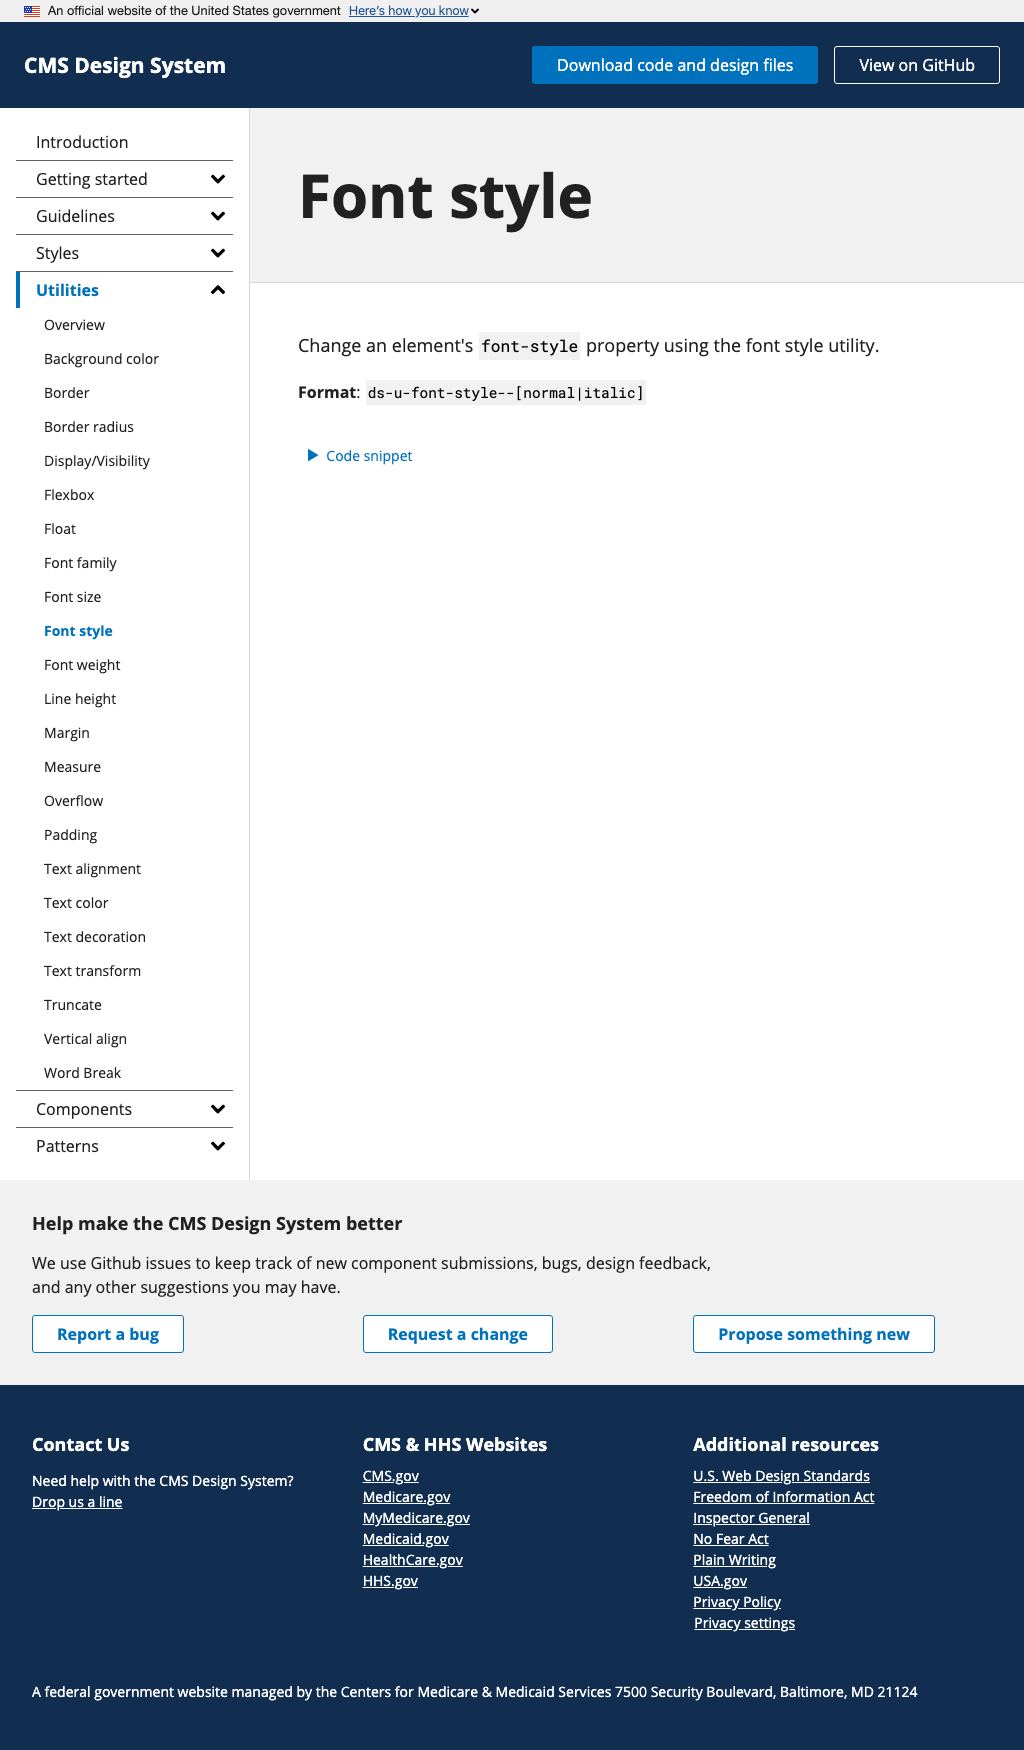 An official website of the United States government Here's how you know
CMS Design System
Download code and design files
View on GitHub
Introduction
Getting started
Guidelines
Styles
Utilities
Overview
Background color
Border
Border radius
Display/Visibility
Flexbox
Float
Font family
Font size
Font style
Font weight
Line height
Margin
Measure
Overflow
Padding
Text alignment
Text color
Text decoration
Text transform
Truncate
Vertical align
Word Break
Components
Patterns
Font style
Change an element's font-style property using the font style utility.
Format: ds-u-font-style--[normal|italic]
Code snippet
Help make the CMS Design System better
We use Github issues to keep track of new component submissions, bugs, design feedback,
and any other suggestions you may have.
Report a bug
Request a change
Propose something new
Contact Us
Need help with the CMS Design System?
Drop us a line
CMS & HHS Websites
CMS.gov
Medicare.gov
MyMedicare.gov
Medicaid.gov
HealthCare.gov
HHS.gov
Additional resources
U.S. Web Design Standards
Freedom of Information Act
Inspector General
No Fear Act
Plain Writing
USA.gov
Privacy Policy
Privacy settings
A federal government website managed by the Centers for Medicare & Medicaid Services 7500 Security Boulevard, Baltimore, MD 21124